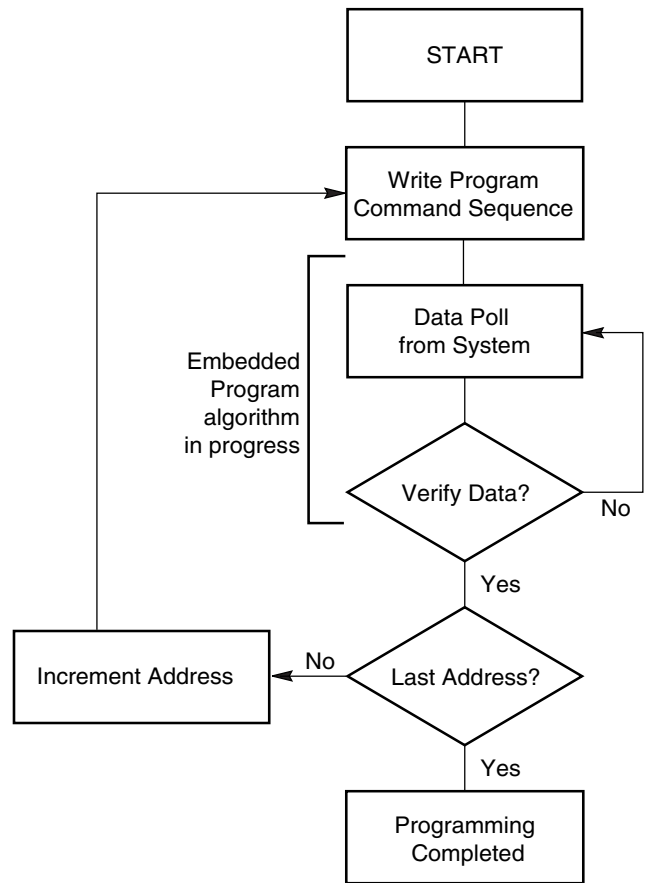 START
Write Program
Command Sequence
Data Poll
from System
Embedded
Program
algorithm
in progress
Verify Data?
No
Yes
Increment Address
No
Last Address?
Yes
Programming
Completed